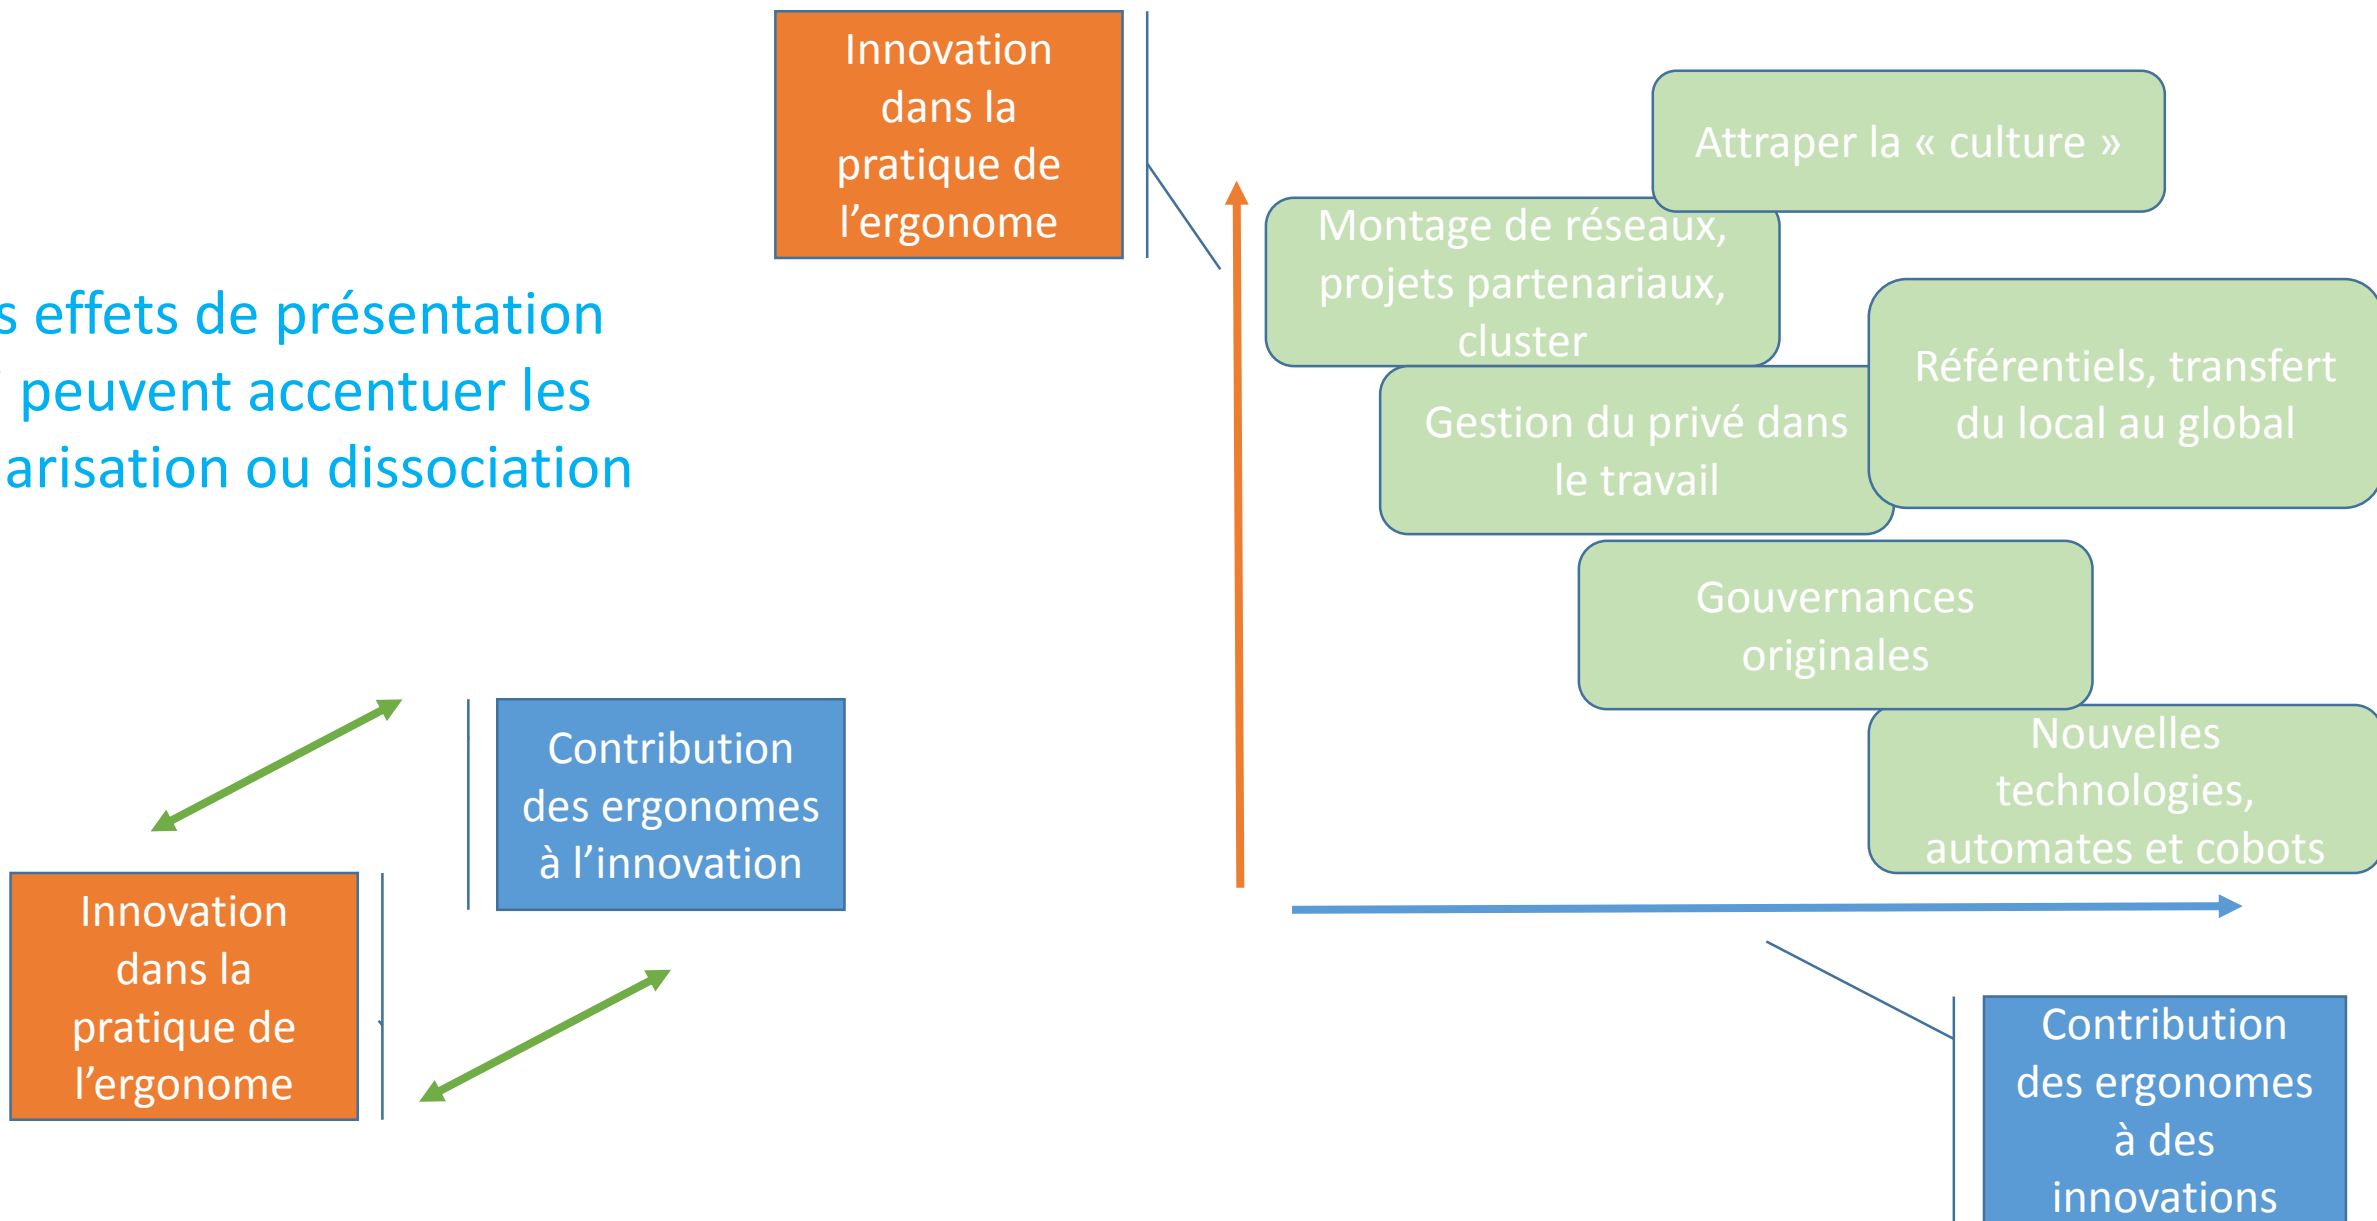 Innovation
dans la
pratique de
l’ergonome
Attraper la « culture »
Montage de réseaux,
projets partenariaux,
cluster
effets de présentation
peuvent accentuer les
ou dissociation
Référentiels, transfert
du local au global
Gestion du privé dans
le travail
Gouvernances
originales
Nouvelles
technologies,
automates et cobots
Contribution
des ergonomes
à l’innovation
Innovation
dans la
pratique de
l’ergonome
Contribution
des ergonomes
à des
innovations